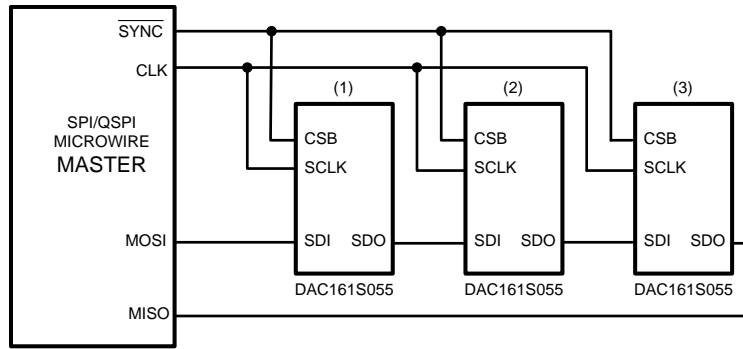 SYNC
CLK
(1)
(2)
(3)
SPI/QSPI
MICROWIRE
MASTER
CSB
CSB
CSB
SCLK
SCLK
SCLK
MOSI
SDI SDO
SDI SDO
SDI SDO
DAC161S055
DAC161S055
DAC161S055
MISO